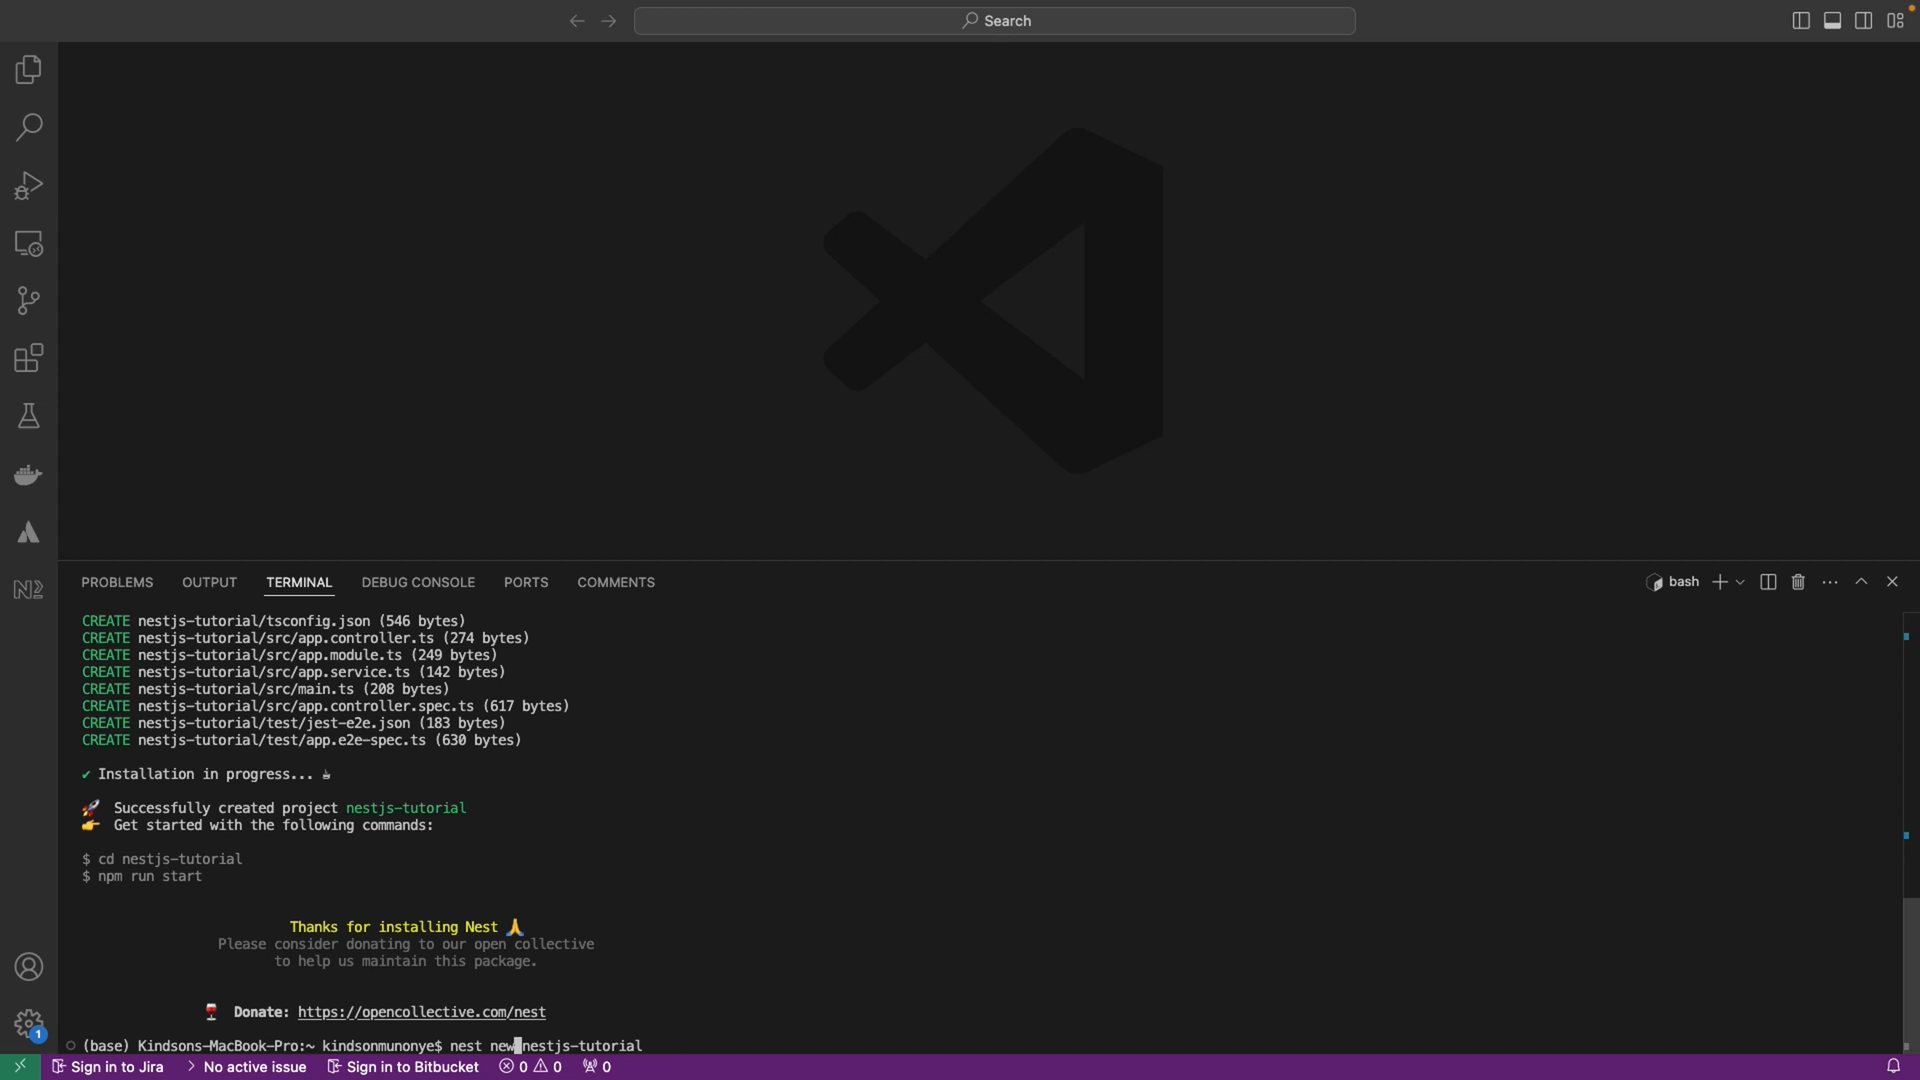 Search
PROBLEMS OUTPUT TERMINAL DEBUG CONSOLE PORTS COMMENTS
bash
CREATE nestjs-tutorial/tsconfig.json (546 bytes)
CREATE nestjs-tutorial/src/app.controller.ts (274 bytes)
CREATE nestjs-tutorial/src/app.module.ts (249 bytes)
CREATE nestjs-tutorial/src/app.service.ts (142 bytes)
CREATE nestjs-tutorial/src/main.ts (208 bytes)
CREATE nestjs-tutorial/src/app.controller.spec.ts (617 bytes)
CREATE nestjs-tutorial/test/jest-e2e.json (183 bytes)
CREATE nestjs-tutorial/test/app.e2e-spec.ts (630 bytes)
✔ Installation in progress... ☕
🚀 Successfully created project nestjs-tutorial
👉 Get started with the following commands:
$ cd nestjs-tutorial
$ npm run start
Thanks for installing Nest 🙏
Please consider donating to our open collective
to help us maintain this package.
🍷 Donate: https://opencollective.com/nest
(base) Kindsons-MacBook-Pro:~ kindsonmunonye$ nest new nestjs-tutorial
1
Sign in to Jira No active issue Sign in to Bitbucket 0 0 0